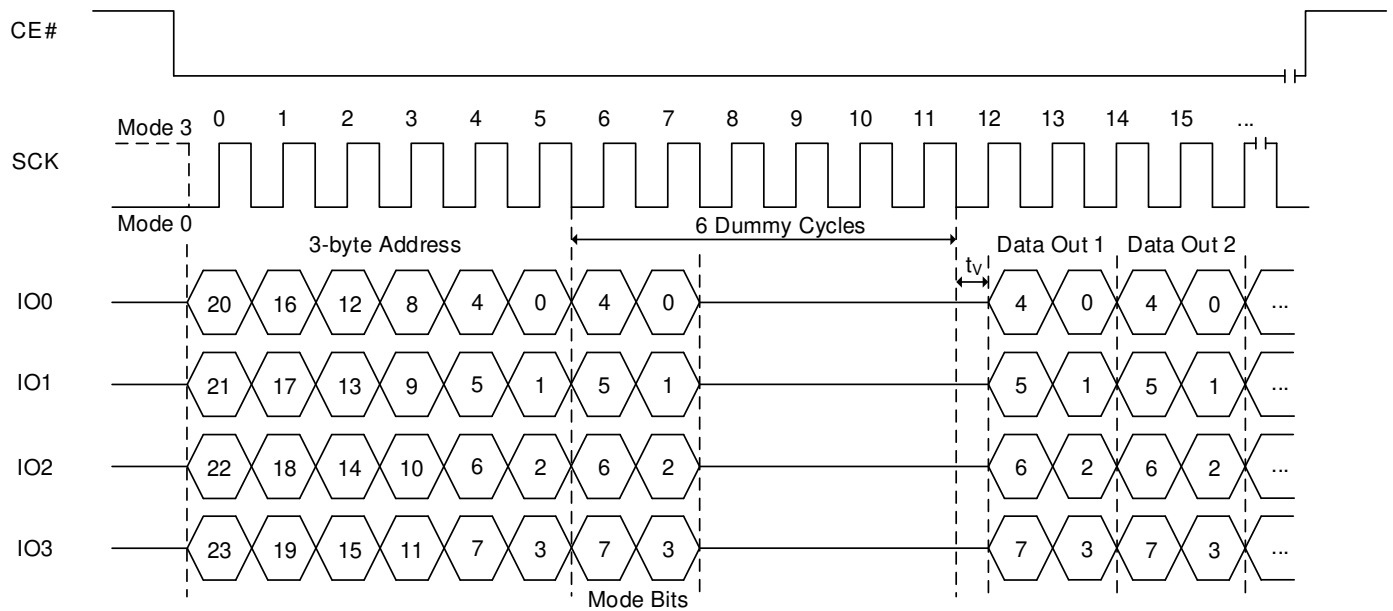 CE#
Mode 3 0 1 2 3 4 5 6 7 8 9 10 11 12 13 14 15 ...
SCK
Mode 0
6 Dummy Cycles
3-byte Address Data Out 1 Data Out 2
tV
IO0 20 16 12 8 4 0 4 0 4 0 4 0 ...
IO1 21 17 13 9 5 1 5 1 5 1 5 1 ...
IO2 22 18 14 10 6 2 6 2 6 2 6 2 ...
IO3 23 19 15 11 7 3 7 3 7 3 7 3 ...
Mode Bits